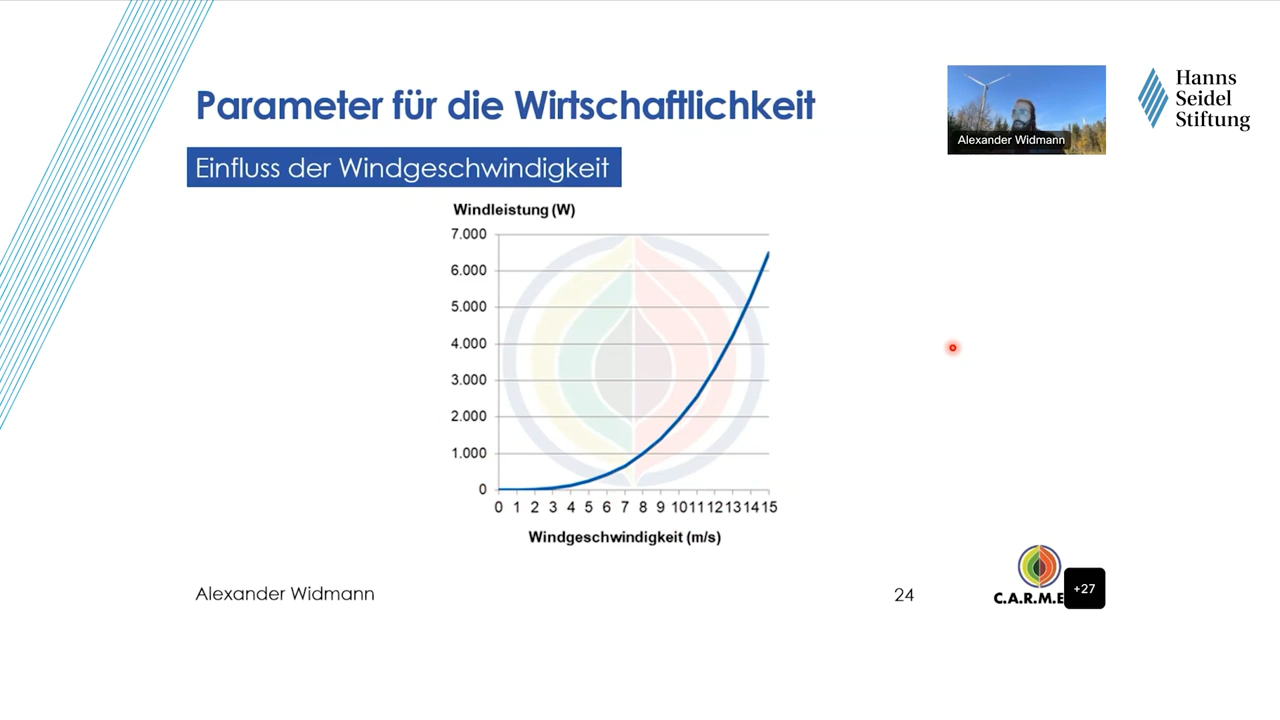 Parameter für die Wirtschaftlichkeit
Hanns
Seidel
Stiftung
Alexander Widmann
Einfluss der Windgeschwindigkeit
Windleistung (W)
7.000
6.000
5.000
4.000
3.000
2.000
1.000
0
0 1 2 3 4 5 6 7 8 9 10 11 12 13 14 15
Windgeschwindigkeit (m/s)
Alexander Widmann
24
C.A.R.M.E
+27